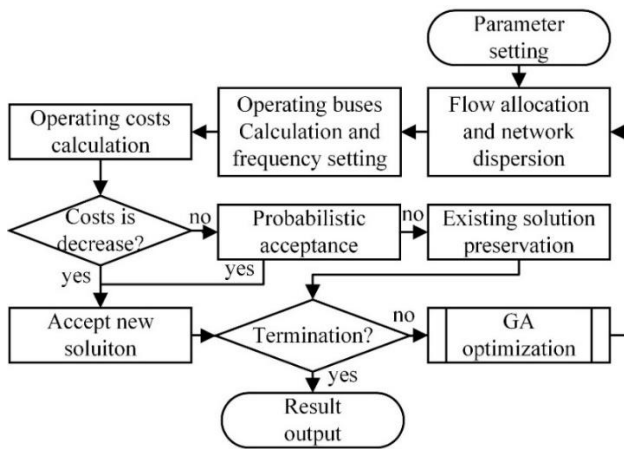 Parameter
setting
Flow allocation
and network
dispersion
Operating buses
Calculation and
frequency setting
Operating costs
calculation
Costs is
decrease?
no
yes
Probabilistic
acceptance
no
yes
Existing solution
preservation
Accept new
soluiton
Termination?
no
yes
GA
optimization
Result
output